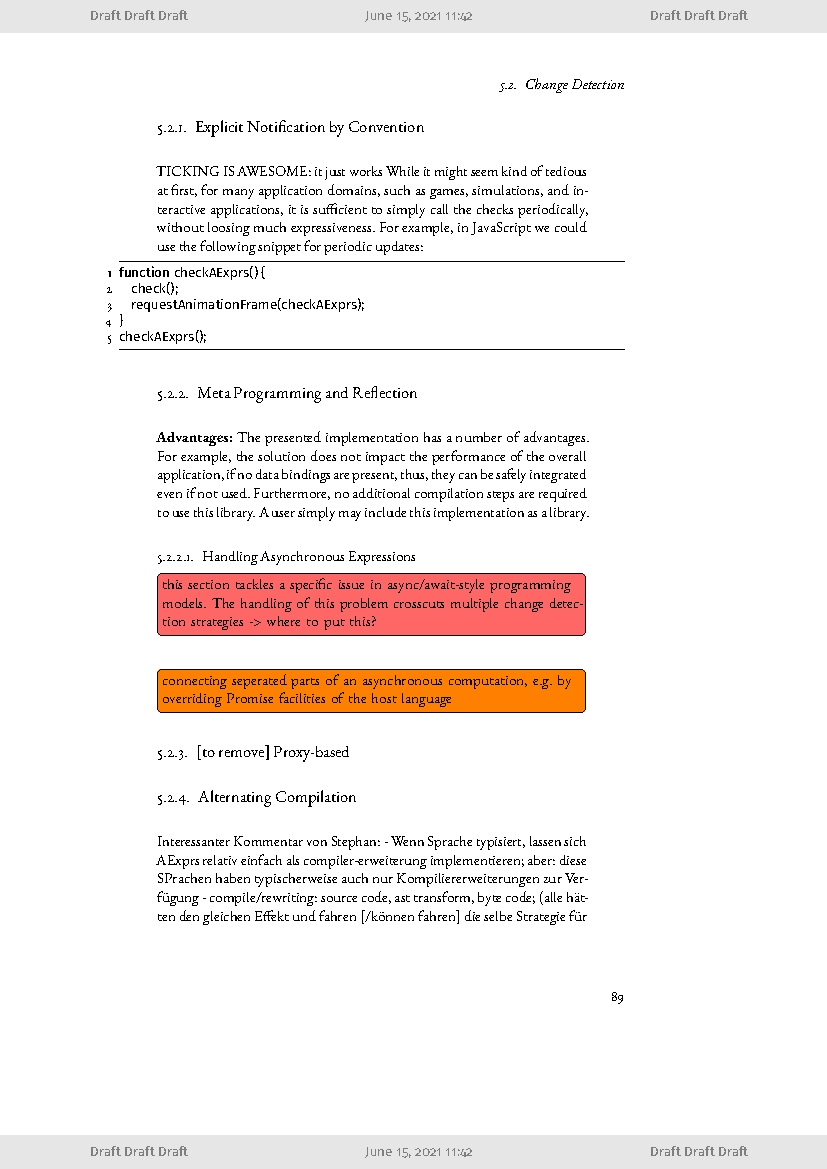 Draft Draft Draft June 15, 2021 11:42 Draft Draft Draft
5.2. Change Detection
5.2.1. Explicit Notification by Convention
TICKING IS AWESOME: it just works While it might seem kind of tedious
at first, for many application domains, such as games, simulations, and in-
teractive applications, it is sufficient to simply call the checks periodically,
without loosing much expressiveness. For example, in JavaScript we could
use the following snippet for periodic updates:
1 function checkAExprs() {
2 check();
3 requestAnimationFrame(checkAExprs);
4 }
5 checkAExprs();
5.2.2. Meta Programming and Reflection
Advantages: The presented implementation has a number of advantages.
For example, the solution does not impact the performance of the overall
application, if no data bindings are present, thus, they can be safely integrated
even if not used. Furthermore, no additional compilation steps are required
to use this library. A user simply may include this implementation as a library.
5.2.2.1. Handling Asynchronous Expressions
this section tackles a specific issue in async/await-style programming
models. The handling of this problem crosscuts multiple change detec-
tion strategies -> where to put this?
connecting seperated parts of an asynchronous computation, e.g. by
overriding Promise facilities of the host language
5.2.3. [to remove] Proxy-based
5.2.4. Alternating Compilation
Interessanter Kommentar von Stephan: - Wenn Sprache typisiert, lassen sich
AExprs relativ einfach als compiler-erweiterung implementieren; aber: diese
SPrachen haben typischerweise auch nur Kompiliererweiterungen zur Ver-
fügung - compile/rewriting: source code, ast transform, byte code; (alle hät-
ten den gleichen Effekt und fahren [/können fahren] die selbe Strategie für
89
Draft Draft Draft June 15, 2021 11:42 Draft Draft Draft